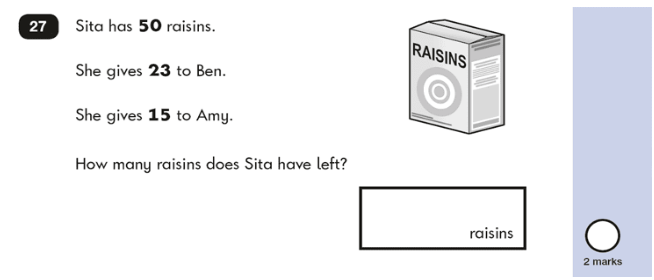 27 Sita has 50 raisins.
She gives 23 to Ben.
She gives 15 to Amy.
RAISINS
How many raisins does Sita have left?
raisins
2 marks